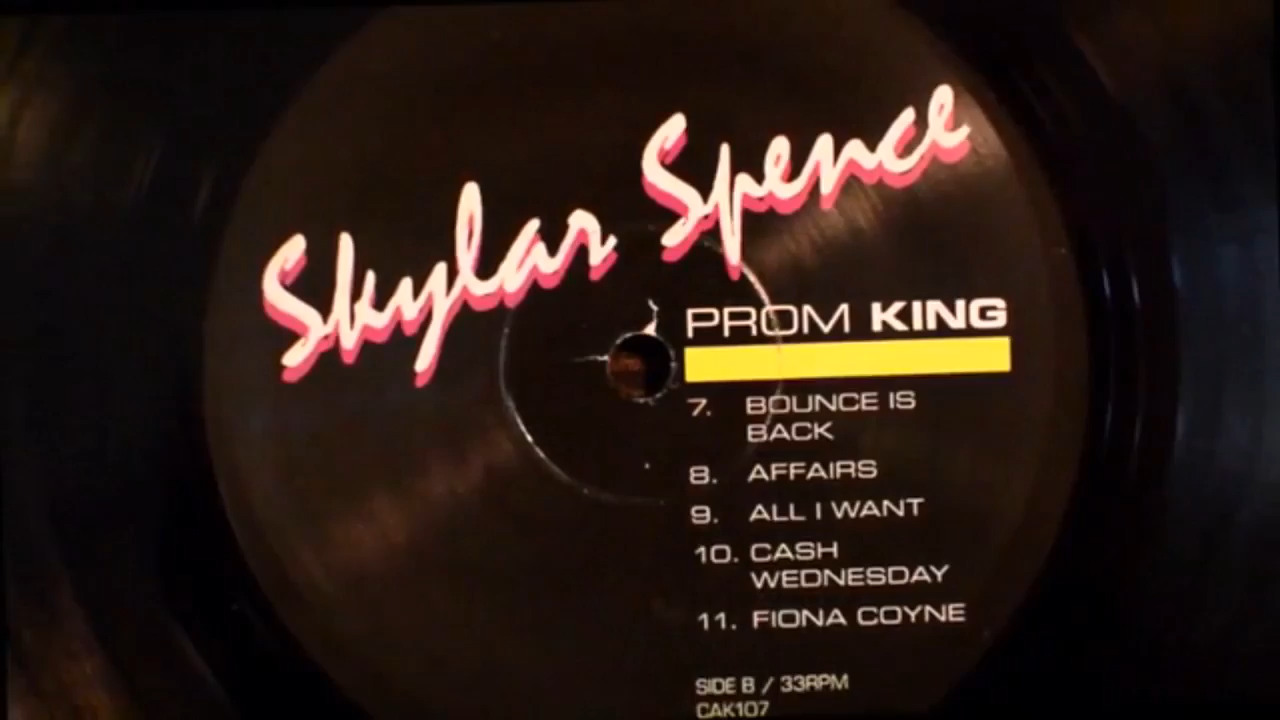 Skylar Spence
PROM KING
7. BOUNCE IS
BACK
8. AFFAIRS
9. ALL I WANT
10. CASH
WEDNESDAY
11. FIONA COYNE
SIDE B / 33RPM
CAK107